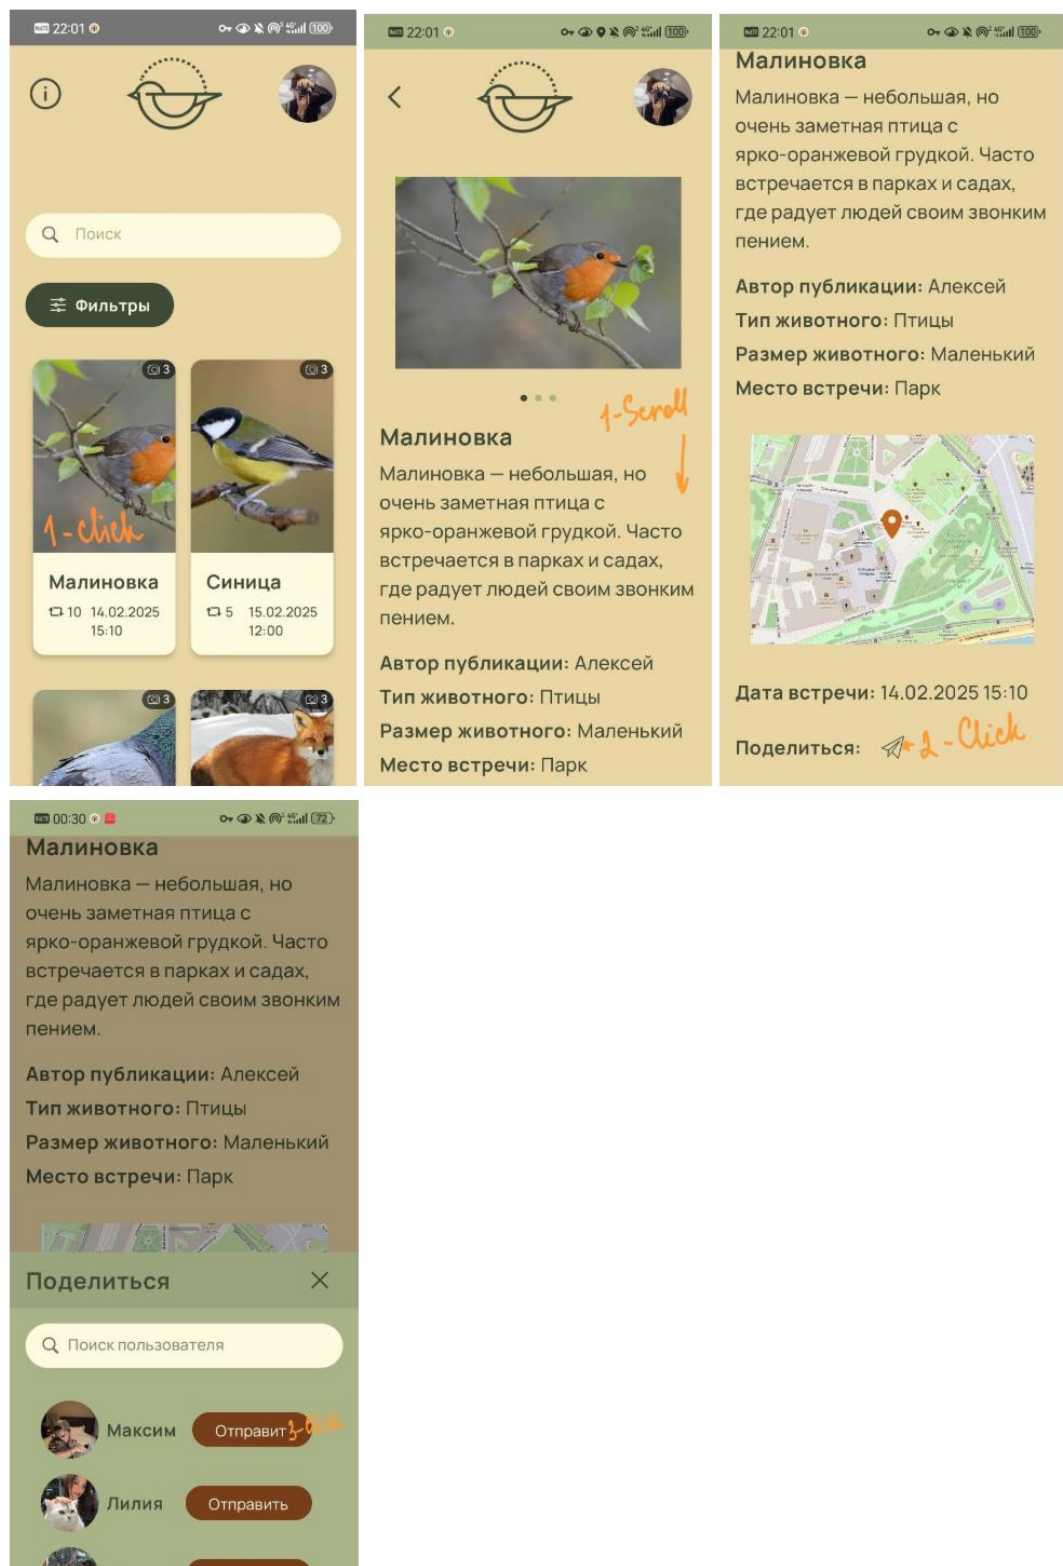 22:01
100
Поиск
Фильтры
3
3
1-Click
Малиновка
10 14.02.2025
15:10
Синица
5 15.02.2025
12:00
3
3
22:01
100
1-Scroll
Малиновка
Малиновка — небольшая, но
очень заметная птица с
ярко-оранжевой грудкой. Часто
встречается в парках и садах,
где радует людей своим звонким
пением.
Автор публикации: Алексей
Тип животного: Птицы
Размер животного: Маленький
Место встречи: Парк
22:01
100
Малиновка
Малиновка — небольшая, но
очень заметная птица с
ярко-оранжевой грудкой. Часто
встречается в парках и садах,
где радует людей своим звонким
пением.
Автор публикации: Алексей
Тип животного: Птицы
Размер животного: Маленький
Место встречи: Парк
Дата встречи: 14.02.2025 15:10
Поделиться: 2-Click
00:30
72
Малиновка
Малиновка — небольшая, но
очень заметная птица с
ярко-оранжевой грудкой. Часто
встречается в парках и садах,
где радует людей своим звонким
пением.
Автор публикации: Алексей
Тип животного: Птицы
Размер животного: Маленький
Место встречи: Парк
Поделиться
Поиск пользователя
Максим Отправит 3-Click
Лилия Отправить